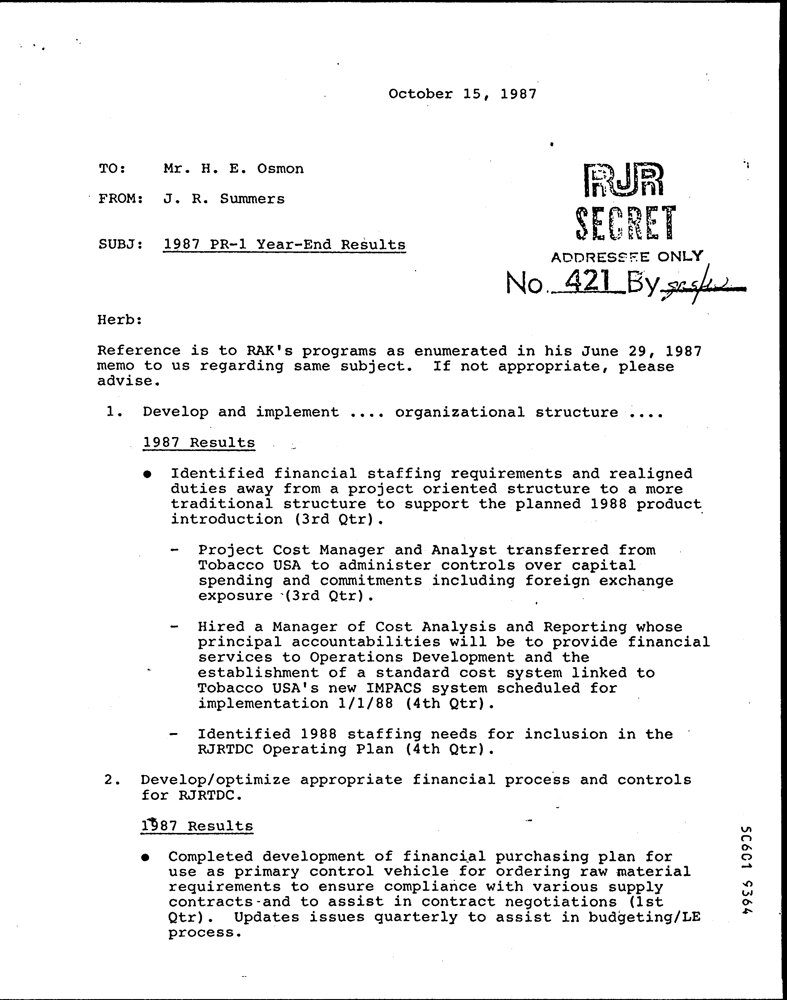 October 15, 1987
TO: Mr. H. E. Osmon
FROM: J. R. Summers
SUBJ: 1987 PR-1 Year-End Results
RJR
SECRET
ADDRESSEE ONLY
No. 421 By
Herb:
Reference is to RAK's programs as enumerated in his June 29, 1987
memo to us regarding same subject. If not appropriate, please
advise.
1. Develop and implement .... organizational structure ....
1987 Results
● Identified financial staffing requirements and realigned
duties away from a project oriented structure to a more
traditional structure to support the planned 1988 product
introduction (3rd Qtr).
- Project Cost Manager and Analyst transferred from
Tobacco USA to administer controls over capital
spending and commitments including foreign exchange
exposure (3rd Qtr).
- Hired a Manager of Cost Analysis and Reporting whose
principal accountabilities will be to provide financial
services to Operations Development and the
establishment of a standard cost system linked to
Tobacco USA's new IMPACS system scheduled for
implementation 1/1/88 (4th Qtr).
- Identified 1988 staffing needs for inclusion in the
RJRTDC Operating Plan (4th Qtr).
2. Develop/optimize appropriate financial process and controls
for RJRTDC.
1987 Results
● Completed development of financial purchasing plan for
use as primary control vehicle for ordering raw material
requirements to ensure compliance with various supply
contracts and to assist in contract negotiations (1st
Qtr). Updates issues quarterly to assist in budgeting/LE
process.
50601 9364